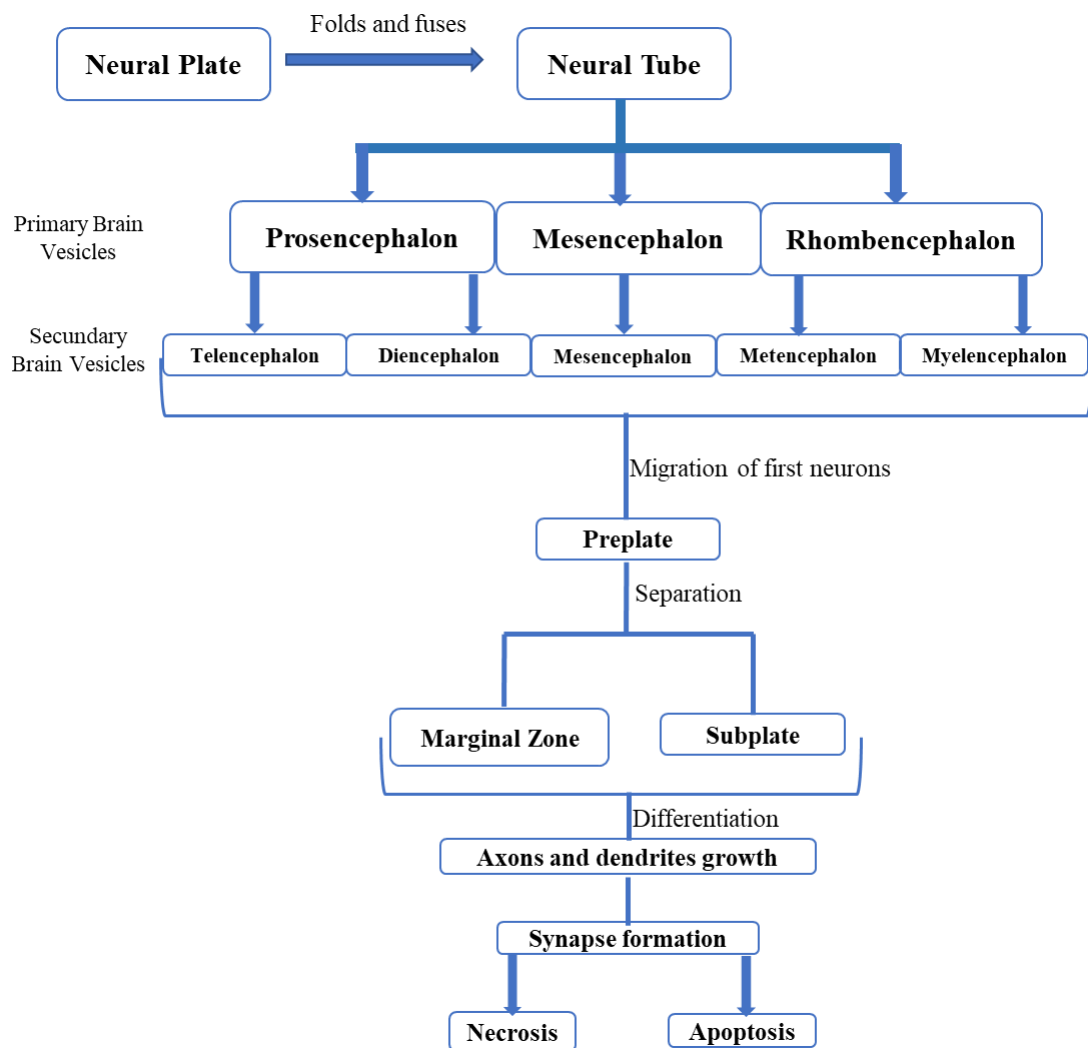 Folds and fuses
Neural Plate
Neural Tube
Primary Brain
Vesicles
Prosencephalon
Mesencephalon
Rhombencephalon
Secundary
Brain Vesicles
Telencephalon
Diencephalon
Mesencephalon
Metencephalon
Myelencephalon
Migration of first neurons
Preplate
Separation
Marginal Zone
Subplate
Differentiation
Axons and dendrites growth
Synapse formation
Necrosis
Apoptosis